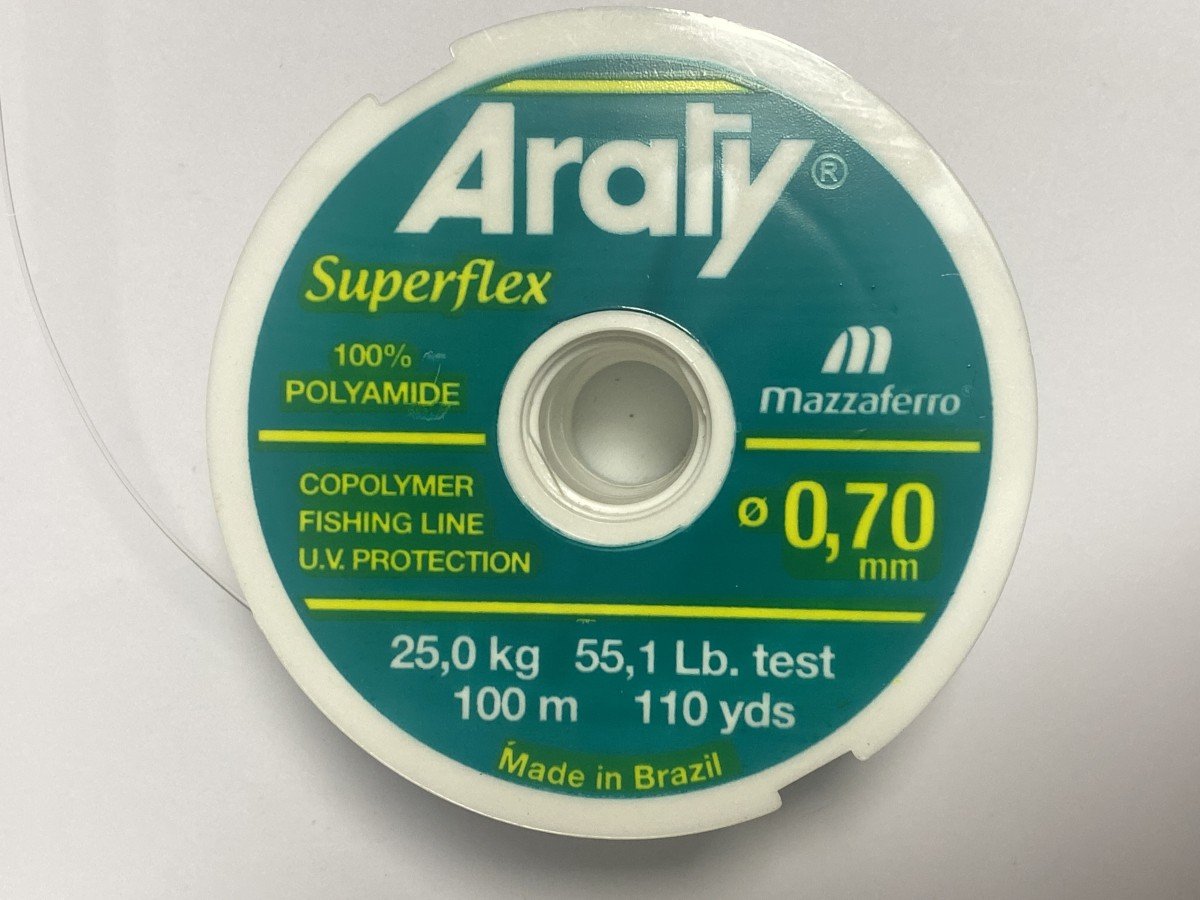 Araty®
Superflex
100%
POLYAMIDE
mazzaferro
COPOLYMER
FISHING LINE
U.V. PROTECTION
ø 0,70
mm
25,0 kg 55,1 Lb. test
100 m 110 yds
Made in Brazil